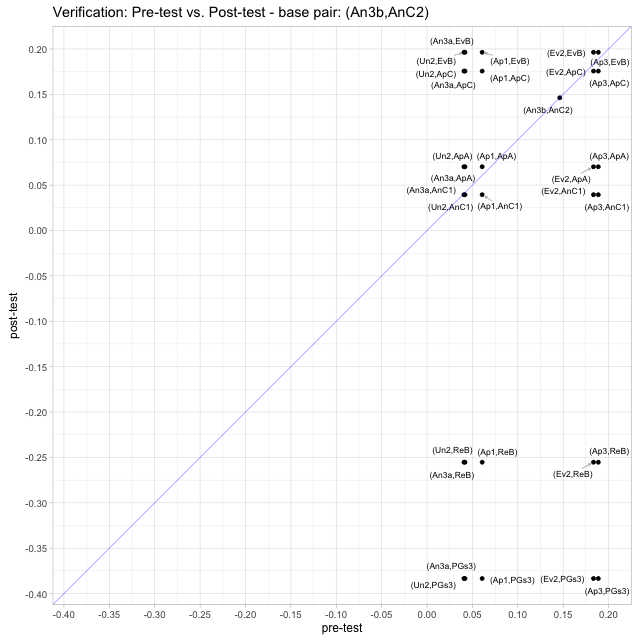 Verification: Pre-test vs. Post-test - base pair: (An3b,AnC2)
0.20
0.15
0.10
0.05
0.00
-0.05
-0.10
-0.15
-0.20
-0.25
-0.30
-0.35
-0.40
post-test
(An3a,EvB)
(Un2,EvB)
(Ap1,EvB)
(Ev2,EvB)
(Ap3,EvB)
(Un2,ApC)
(An3a,ApC)
(Ap1,ApC)
(Ev2,ApC)
(Ap3,ApC)
(An3b,AnC2)
(Un2,ApA)
(Ap1,ApA)
(Ap3,ApA)
(An3a,ApA)
(Ev2,ApA)
(An3a,AnC1)
(Ev2,AnC1)
(Un2,AnC1)
(Ap1,AnC1)
(Ap3,AnC1)
(Un2,ReB)
(Ap1,ReB)
(Ap3,ReB)
(An3a,ReB)
(Ev2,ReB)
(An3a,PGs3)
(Un2,PGs3)
(Ap1,PGs3)
(Ev2,PGs3)
(Ap3,PGs3)
-0.40 -0.35 -0.30 -0.25 -0.20 -0.15 -0.10 -0.05 0.00 0.05 0.10 0.15 0.20
pre-test